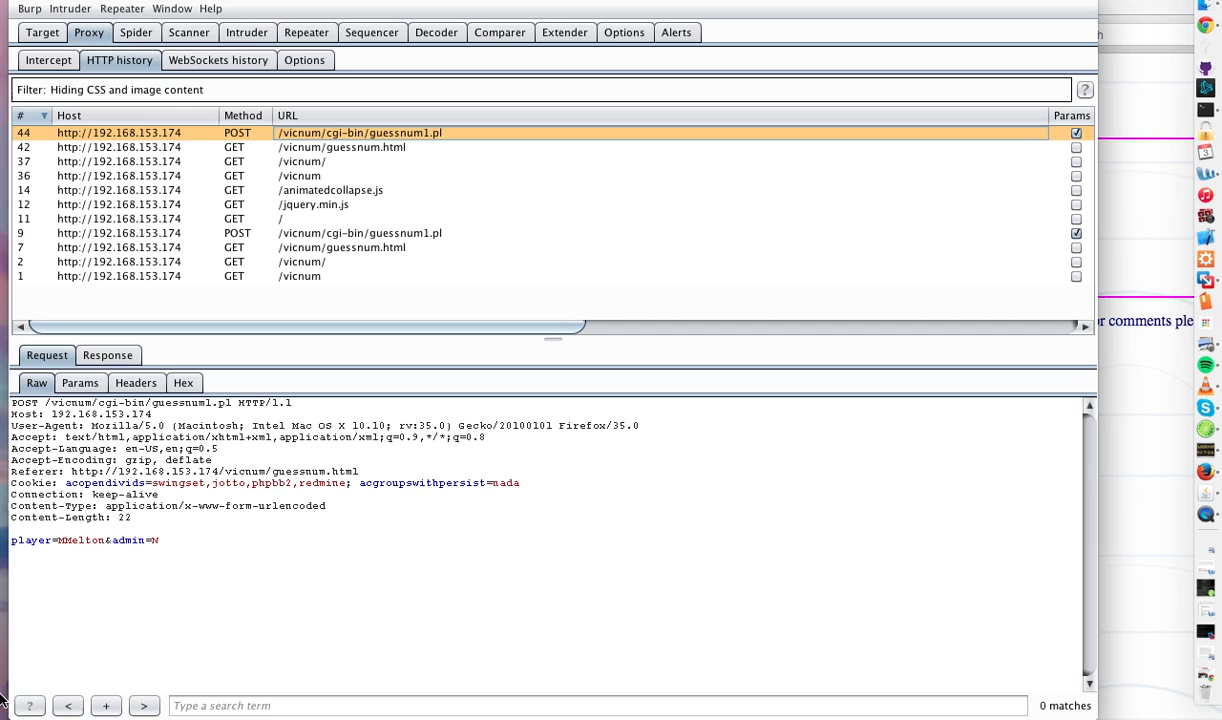 Burp Intruder Repeater Window Help
Target Proxy Spider Scanner Intruder Repeater Sequencer Decoder Comparer Extender Options Alerts
Intercept HTTP history WebSockets history Options
Filter: Hiding CSS and image content ?
# Host Method URL Params
44 http://192.168.153.174 POST /vicnum/cgi-bin/guessnum1.pl
42 http://192.168.153.174 GET /vicnum/guessnum.html
37 http://192.168.153.174 GET /vicnum/
36 http://192.168.153.174 GET /vicnum
14 http://192.168.153.174 GET /animatedcollapse.js
12 http://192.168.153.174 GET /jquery.min.js
11 http://192.168.153.174 GET /
9 http://192.168.153.174 POST /vicnum/cgi-bin/guessnum1.pl
7 http://192.168.153.174 GET /vicnum/guessnum.html
2 http://192.168.153.174 GET /vicnum/
1 http://192.168.153.174 GET /vicnum
or comments ple
Request Response
Raw Params Headers Hex
POST /vicnum/cgi-bin/guessnum1.pl HTTP/1.1
Host: 192.168.153.174
User-Agent: Mozilla/5.0 (Macintosh; Intel Mac OS X 10.10; rv:35.0) Gecko/20100101 Firefox/35.0
Accept: text/html,application/xhtml+xml,application/xml;q=0.9,*/*;q=0.8
Accept-Language: en-US,en;q=0.5
Accept-Encoding: gzip, deflate
Referer: http://192.168.153.174/vicnum/guessnum.html
Cookie: acopendivids=swingset,jotto,phpbb2,redmine; acgroupswithpersist=nada
Connection: keep-alive
Content-Type: application/x-www-form-urlencoded
Content-Length: 22
player=MMelton&admin=N
? < + > Type a search term 0 matches